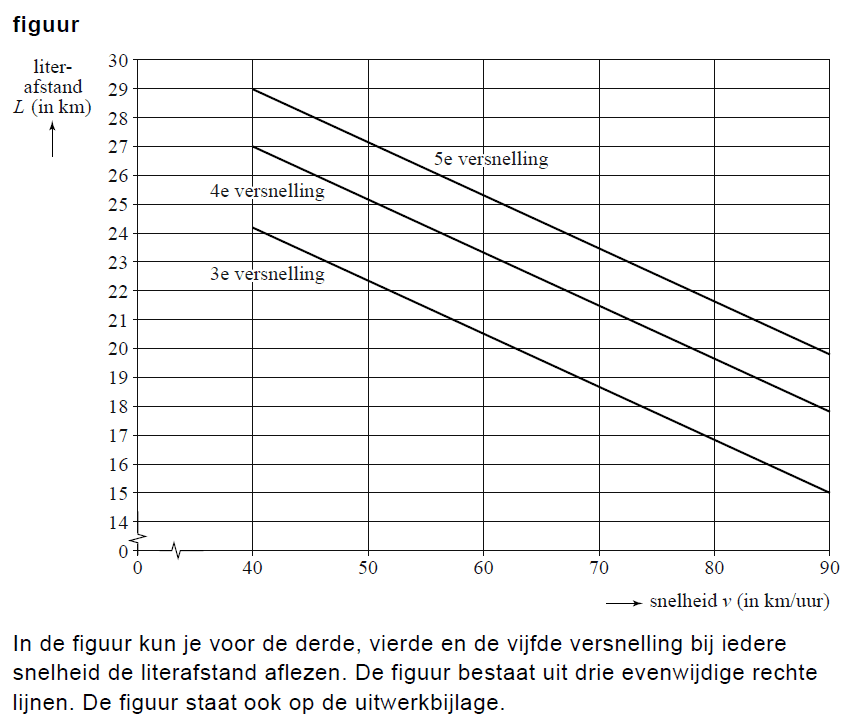 figuur
liter-
afstand
L (in km)
30
29
28
27
26
25
24
23
22
21
20
19
18
17
16
15
14
0
5e versnelling
4e versnelling
3e versnelling
0 40 50 60 70 80 90
snelheid v (in km/uur)
In de figuur kun je voor de derde, vierde en de vijfde versnelling bij iedere
snelheid de literafstand aflezen. De figuur bestaat uit drie evenwijdige rechte
lijnen. De figuur staat ook op de uitwerkbijlage.